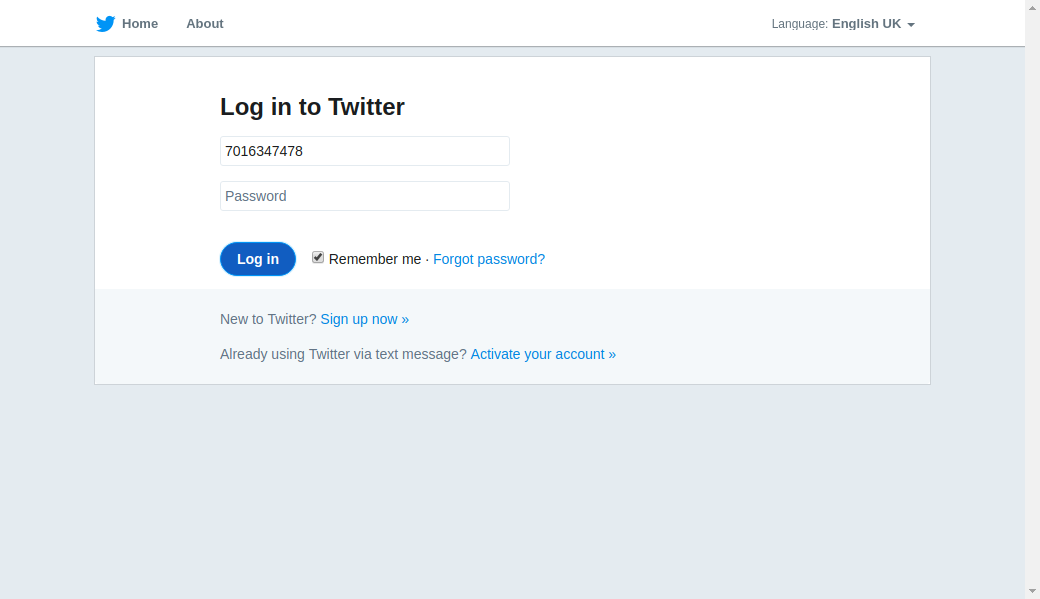 Home About Language: English UK
Log in to Twitter
7016347478
Password
Log in Remember me · Forgot password?
New to Twitter? Sign up now »
Already using Twitter via text message? Activate your account »